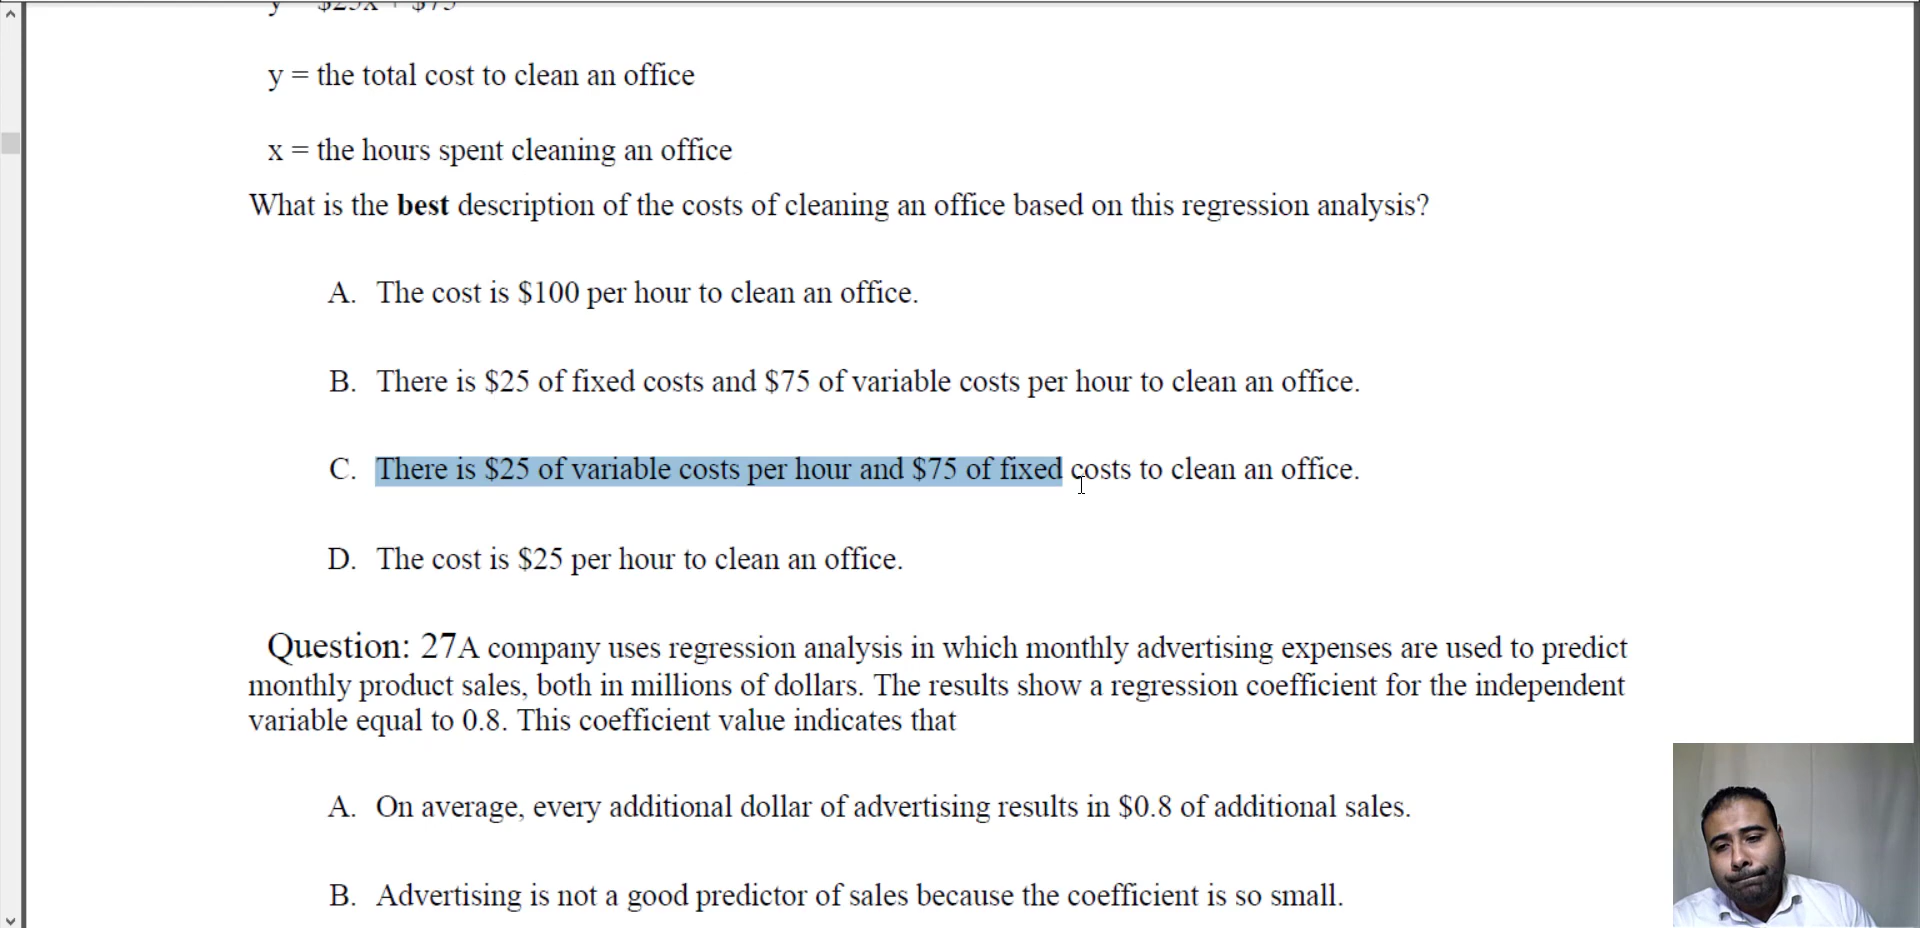 y = the total cost to clean an office
x = the hours spent cleaning an office
What is the best description of the costs of cleaning an office based on this regression analysis?
A. The cost is $100 per hour to clean an office.
B. There is $25 of fixed costs and $75 of variable costs per hour to clean an office.
C. There is $25 of variable costs per hour and $75 of fixed costs to clean an office.
D. The cost is $25 per hour to clean an office.
Question: 27A company uses regression analysis in which monthly advertising expenses are used to predict
monthly product sales, both in millions of dollars. The results show a regression coefficient for the independent
variable equal to 0.8. This coefficient value indicates that
A. On average, every additional dollar of advertising results in $0.8 of additional sales.
B. Advertising is not a good predictor of sales because the coefficient is so small.